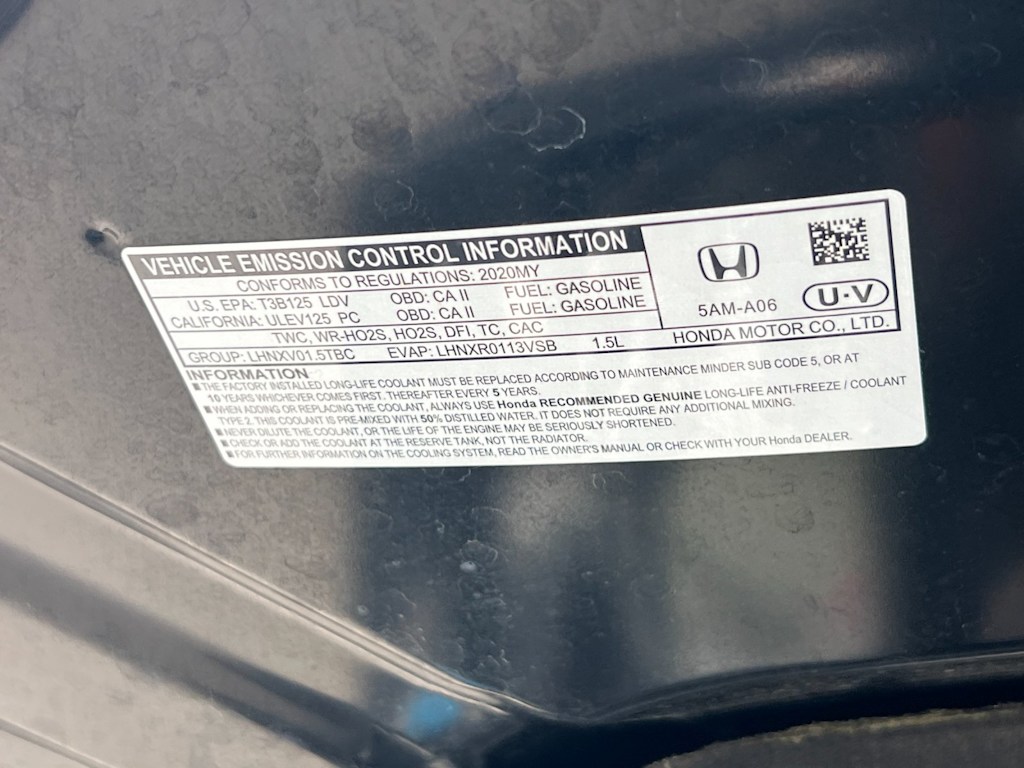 VEHICLE EMISSION CONTROL INFORMATION
CONFORMS TO REGULATIONS: 2020MY
U.S. EPA: T3B125 LDV OBD: CA II FUEL: GASOLINE
CALIFORNIA: ULEV125 PC OBD: CA II FUEL: GASOLINE
TWC, WR-HO2S, HO2S, DFI, TC, CAC
GROUP: LHNXV01.5TBC EVAP: LHNXR0113VSB 1.5L
5AM-A06
U·V
HONDA MOTOR CO., LTD.
INFORMATION
■THE FACTORY INSTALLED LONG-LIFE COOLANT MUST BE REPLACED ACCORDING TO MAINTENANCE MINDER SUB CODE 5, OR AT
10 YEARS WHICHEVER COMES FIRST. THEREAFTER EVERY 5 YEARS.
■WHEN ADDING OR REPLACING THE COOLANT, ALWAYS USE Honda RECOMMENDED GENUINE LONG-LIFE ANTI-FREEZE / COOLANT
TYPE 2. THIS COOLANT IS PRE-MIXED WITH 50% DISTILLED WATER. IT DOES NOT REQUIRE ANY ADDITIONAL MIXING.
■NEVER DILUTE THE COOLANT, OR THE LIFE OF THE ENGINE MAY BE SERIOUSLY SHORTENED.
■CHECK OR ADD THE COOLANT AT THE RESERVE TANK, NOT THE RADIATOR.
■FOR FURTHER INFORMATION ON THE COOLING SYSTEM, READ THE OWNER'S MANUAL OR CHECK WITH YOUR Honda DEALER.